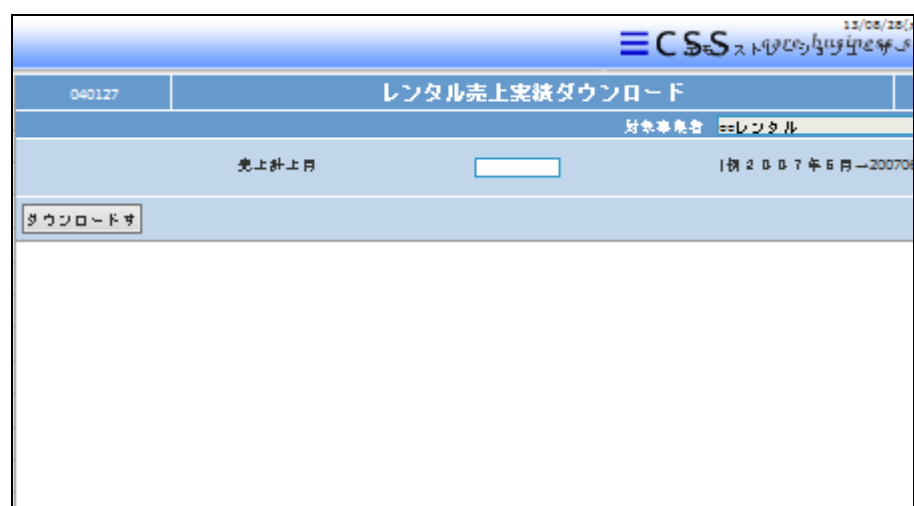 13/08/28(
CSS
040127 レンタル売上実績ダウンロード
対象事業者 ==レンタル
売上計上月 (例2007年6月→200706
ダウンロードす